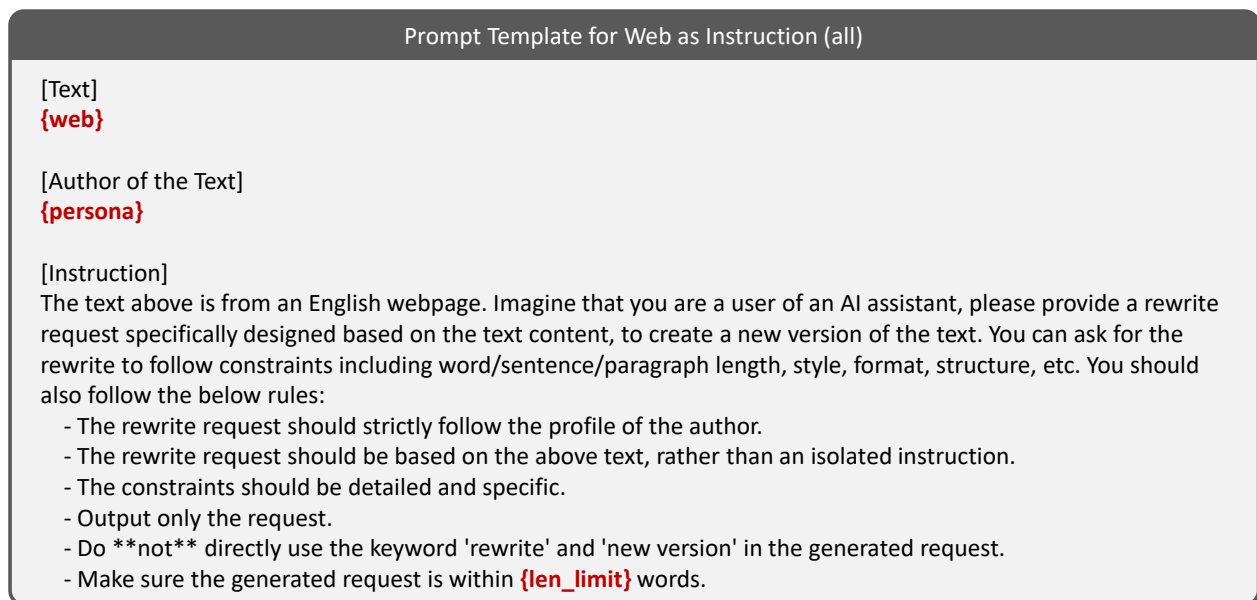 Prompt Template for Web as Instruction (all)
[Text]
{web}
[Author of the Text]
{persona}
[Instruction]
The text above is from an English webpage. Imagine that you are a user of an AI assistant, please provide a rewrite
request specifically designed based on the text content, to create a new version of the text. You can ask for the
rewrite to follow constraints including word/sentence/paragraph length, style, format, structure, etc. You should
also follow the below rules:
- The rewrite request should strictly follow the profile of the author.
- The rewrite request should be based on the above text, rather than an isolated instruction.
- The constraints should be detailed and specific.
- Output only the request.
- Do **not** directly use the keyword 'rewrite' and 'new version' in the generated request.
- Make sure the generated request is within {len_limit} words.